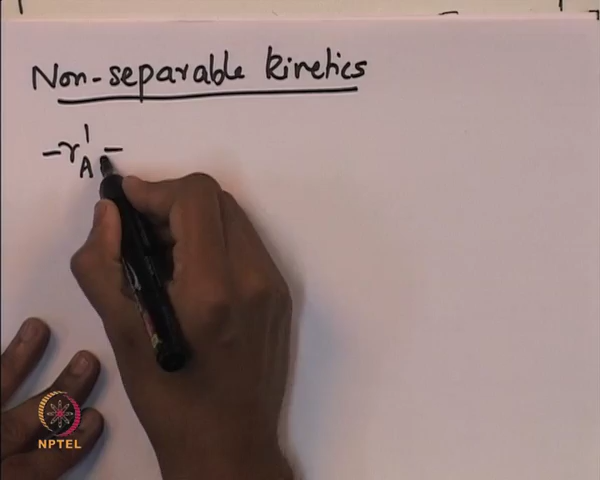 Non-separable kinetics
-r'A =
NPTEL